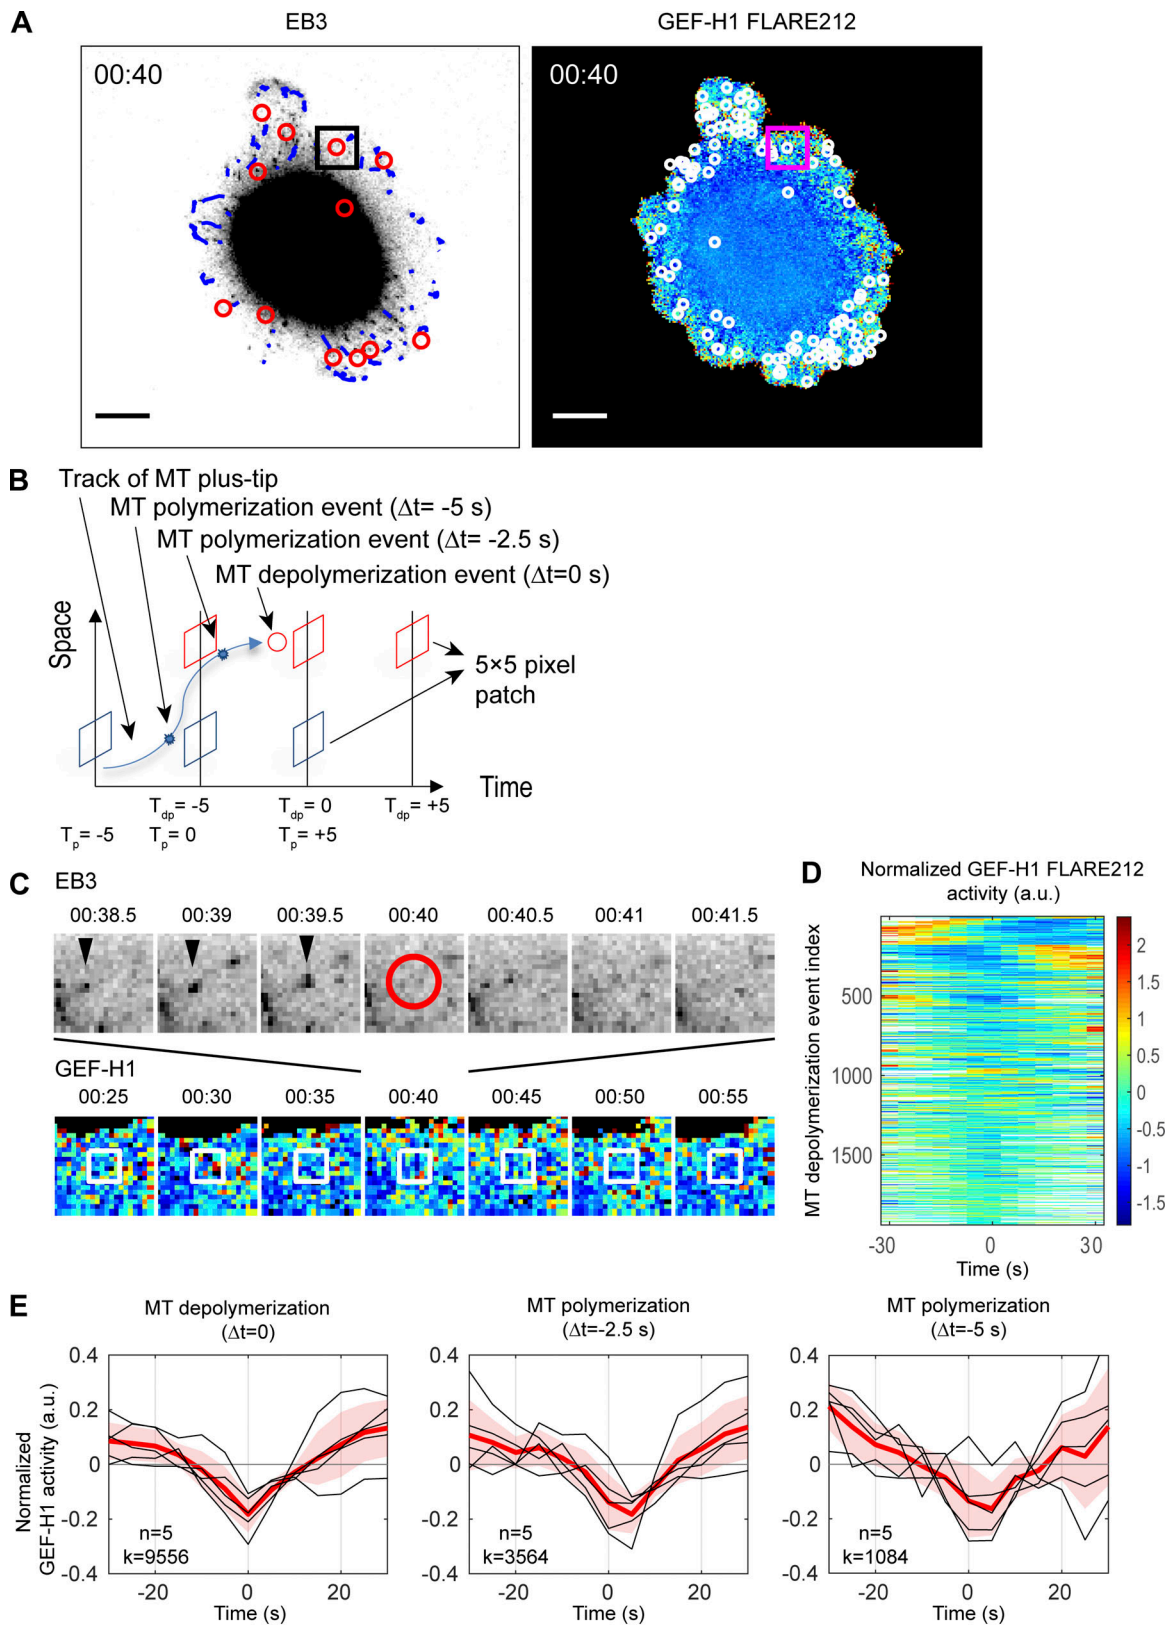 A
EB3
GEF-H1 FLARE212
00:40
00:40
B
Track of MT plus-tip
MT polymerization event (Δt= -5 s)
MT polymerization event (Δt= -2.5 s)
MT depolymerization event (Δt=0 s)
Space
5×5 pixel
patch
Time
Tdp= -5
Tdp= 0
Tdp= +5
Tp= -5
Tp= 0
Tp= +5
C
EB3
00:38.5 00:39 00:39.5 00:40 00:40.5 00:41 00:41.5
GEF-H1
00:25 00:30 00:35 00:40 00:45 00:50 00:55
D
Normalized GEF-H1 FLARE212
activity (a.u.)
MT depolymerization event index
500
1000
1500
-30 0 30
Time (s)
2
1.5
1
0.5
0
-0.5
-1
-1.5
E
MT depolymerization
(Δt=0)
Normalized
GEF-H1 activity (a.u.)
0.4
0.2
0
-0.2
-0.4
n=5
k=9556
-20 0 20
Time (s)
MT polymerization
(Δt=-2.5 s)
0.4
0.2
0
-0.2
-0.4
n=5
k=3564
-20 0 20
Time (s)
MT polymerization
(Δt=-5 s)
0.4
0.2
0
-0.2
-0.4
n=5
k=1084
-20 0 20
Time (s)